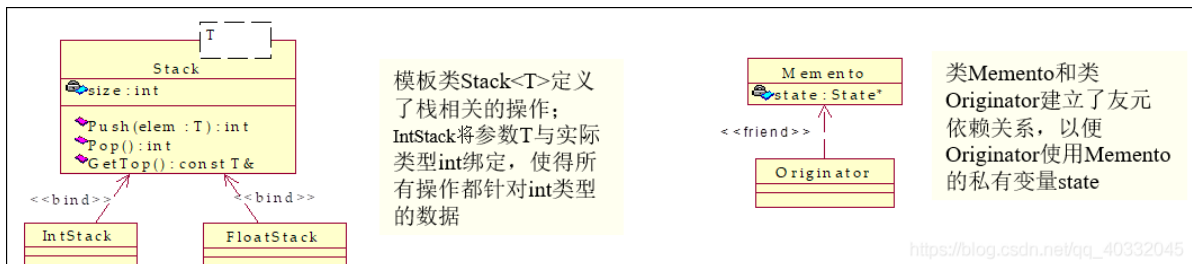 T
Stack
size : int
Push(elem : T) : int
Pop() : int
GetTop() : const T &
<<bind>>
<<bind>>
IntStack
FloatStack
模板类Stack<T>定义
了栈相关的操作；
IntStack将参数T与实际
类型int绑定，使得所
有操作都针对int类型
的数据
Memento
state : State*
<<friend>>
Originator
类Memento和类
Originator建立了友元
依赖关系，以便
Originator使用Memento
的私有变量state
https://blog.csdn.net/qq_40332045